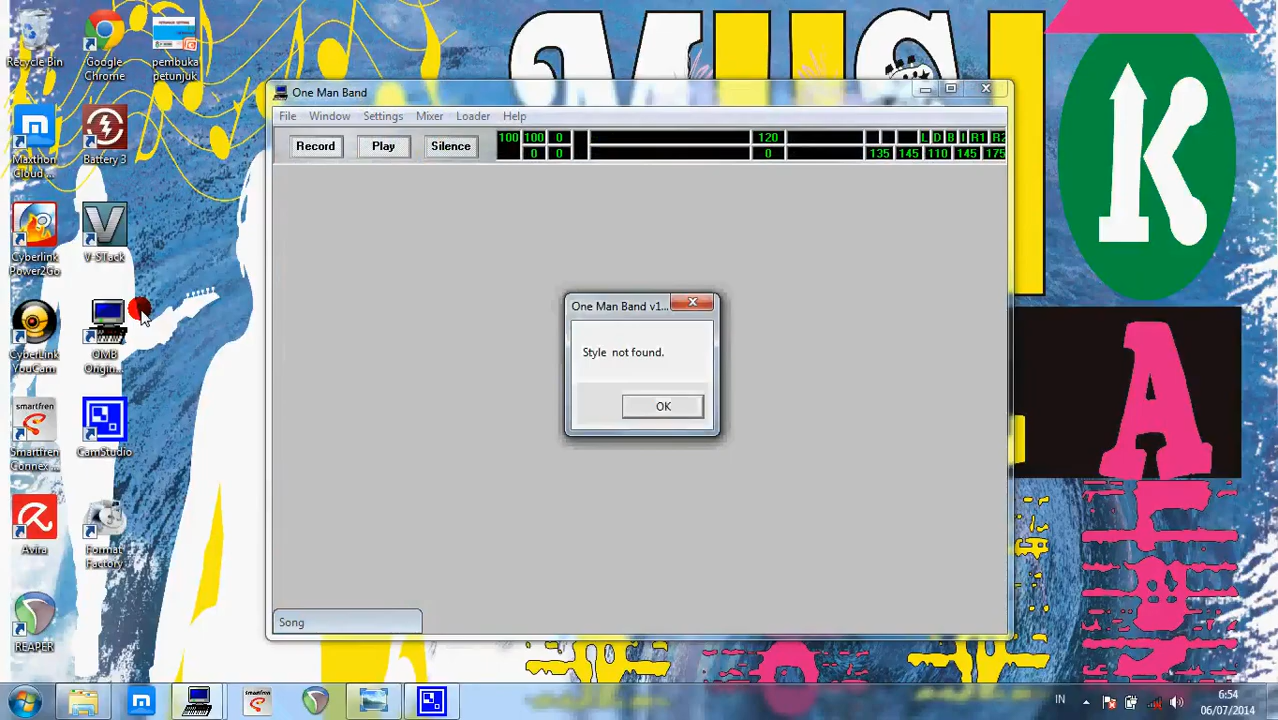 MUSI
K
A
Recycle Bin
Google
Chrome
pembuka
petunjuk
Maxthon
Cloud ...
Battery 3
Cyberlink
Power2Go
V-STack
CyberLink
YouCam
OMB
Origin...
smartfren
Smartfren
Connex ...
CamStudio
Avira
Format
Factory
REAPER
One Man Band
File Window Settings Mixer Loader Help
Record Play Silence
100 100 0 120 L D B I R1 R2
0 0 0 135 145 110 145 175
One Man Band v1...
Style not found.
OK
Song
smartfren
IN
6:54
06/07/2014